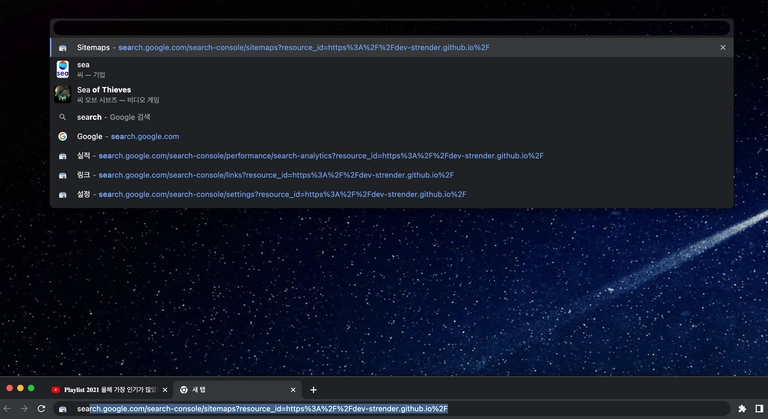 Sitemaps - search.google.com/search-console/sitemaps?resource_id=https%3A%2F%2Fdev-strender.github.io%2F
sea
sea
씨 — 기업
Sea of Thieves
씨 오브 시브즈 — 비디오 게임
search - Google 검색
Google - search.google.com
실적 - search.google.com/search-console/performance/search-analytics?resource_id=https%3A%2F%2Fdev-strender.github.io%2F
링크 - search.google.com/search-console/links?resource_id=https%3A%2F%2Fdev-strender.github.io%2F
설정 - search.google.com/search-console/settings?resource_id=https%3A%2F%2Fdev-strender.github.io%2F
Playlist 2021 올해 가장 인기가 많았
새 탭
search.google.com/search-console/sitemaps?resource_id=https%3A%2F%2Fdev-strender.github.io%2F